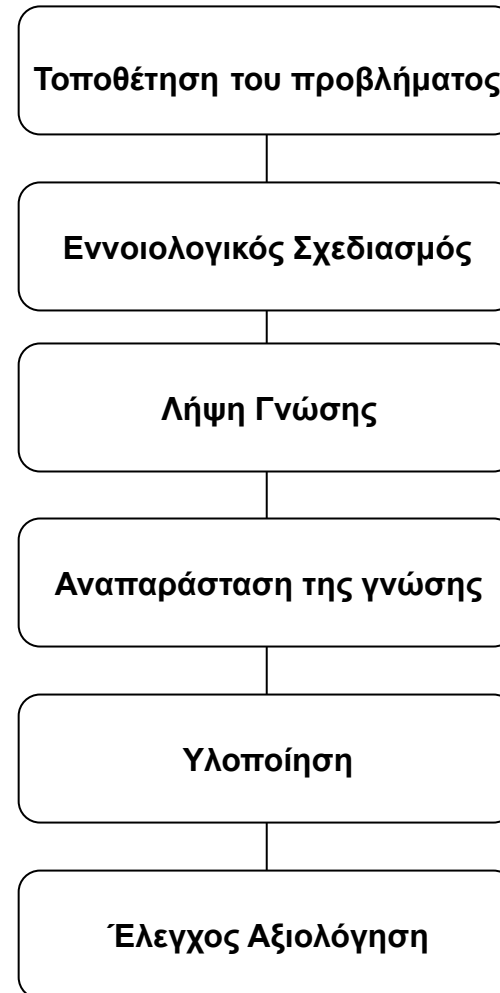 Τοποθέτηση του προβλήματος
Εννοιολογικός Σχεδιασμός
Λήψη Γνώσης
Αναπαράσταση της γνώσης
Υλοποίηση
Έλεγχος Αξιολόγηση